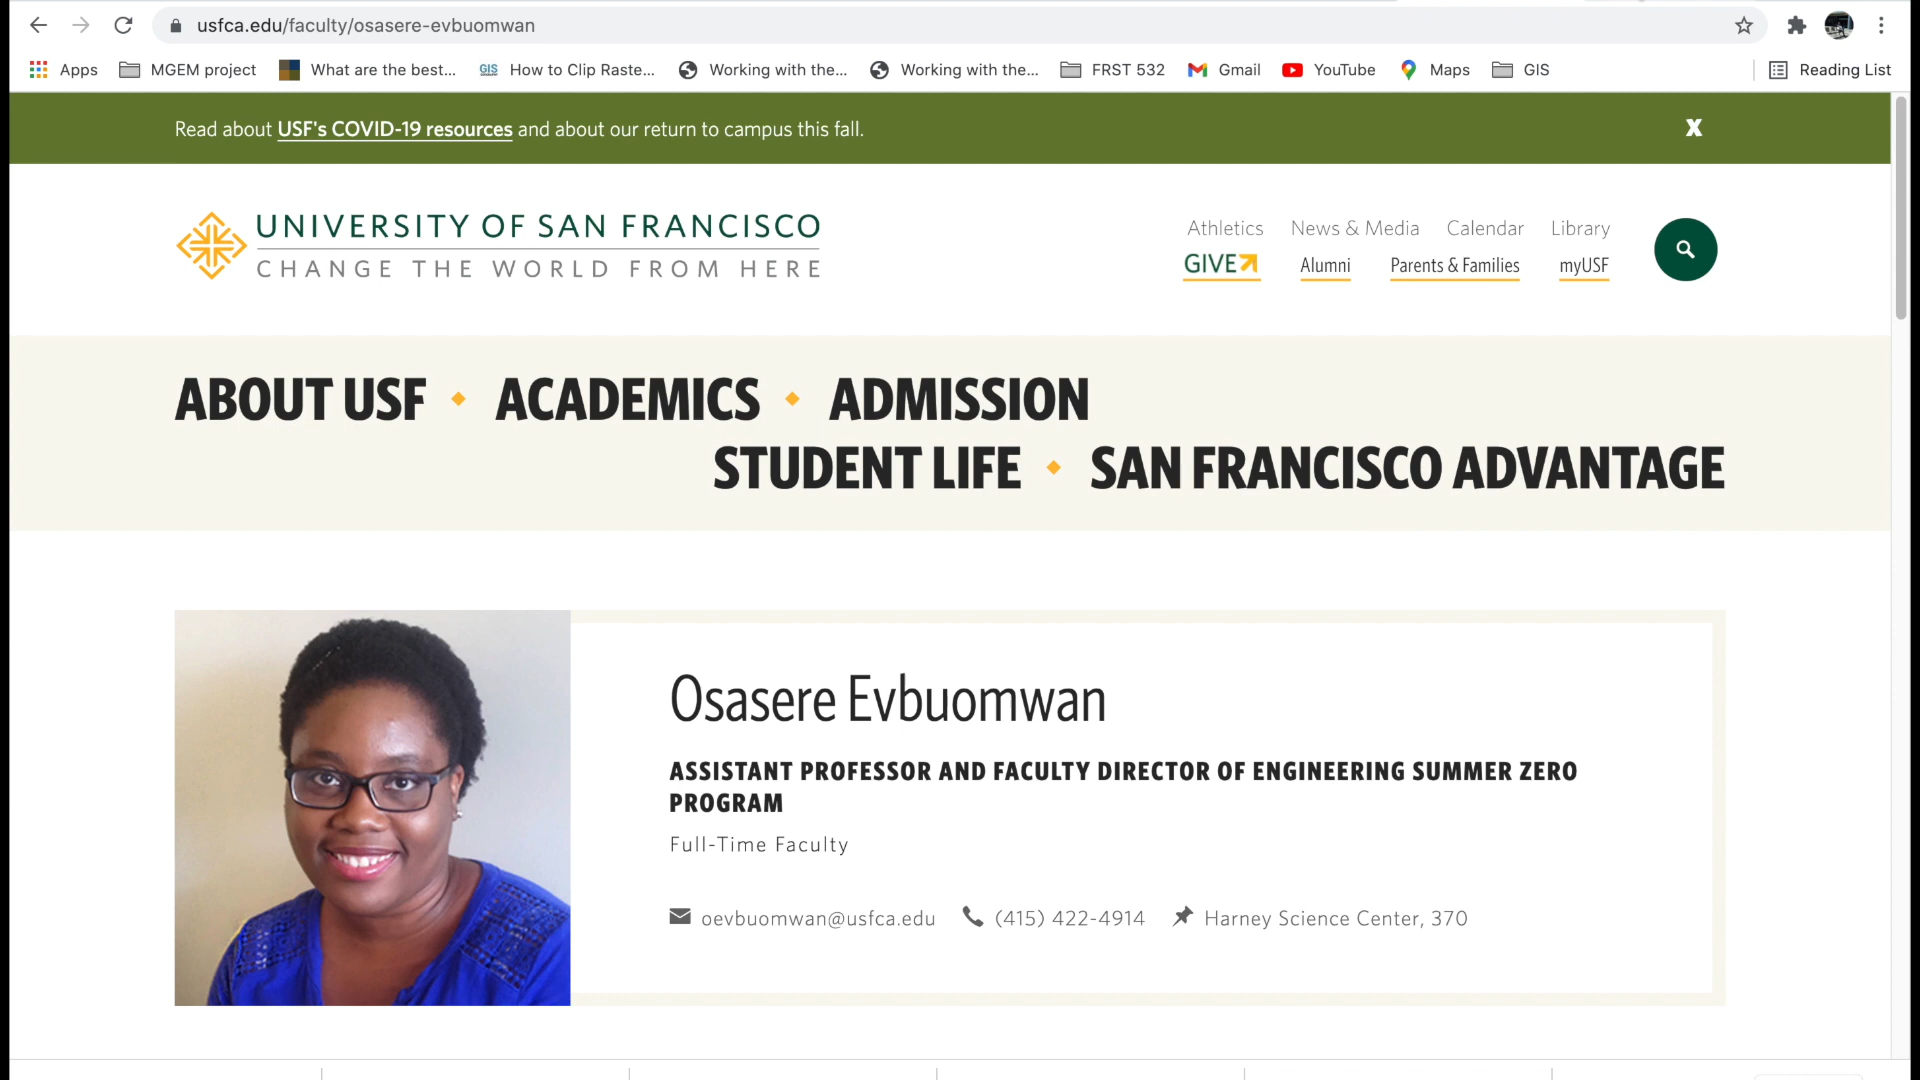 usfca.edu/faculty/osasere-evbuomwan
Apps MGEM project What are the best... GIS How to Clip Raste... Working with the... Working with the... FRST 532 Gmail YouTube Maps GIS Reading List
Read about USF's COVID-19 resources and about our return to campus this fall. X
UNIVERSITY OF SAN FRANCISCO
CHANGE THE WORLD FROM HERE
Athletics News & Media Calendar Library
GIVE Alumni Parents & Families myUSF
ABOUT USF ACADEMICS ADMISSION
STUDENT LIFE SAN FRANCISCO ADVANTAGE
Osasere Evbuomwan
ASSISTANT PROFESSOR AND FACULTY DIRECTOR OF ENGINEERING SUMMER ZERO
PROGRAM
Full-Time Faculty
oevbuomwan@usfca.edu (415) 422-4914 Harney Science Center, 370